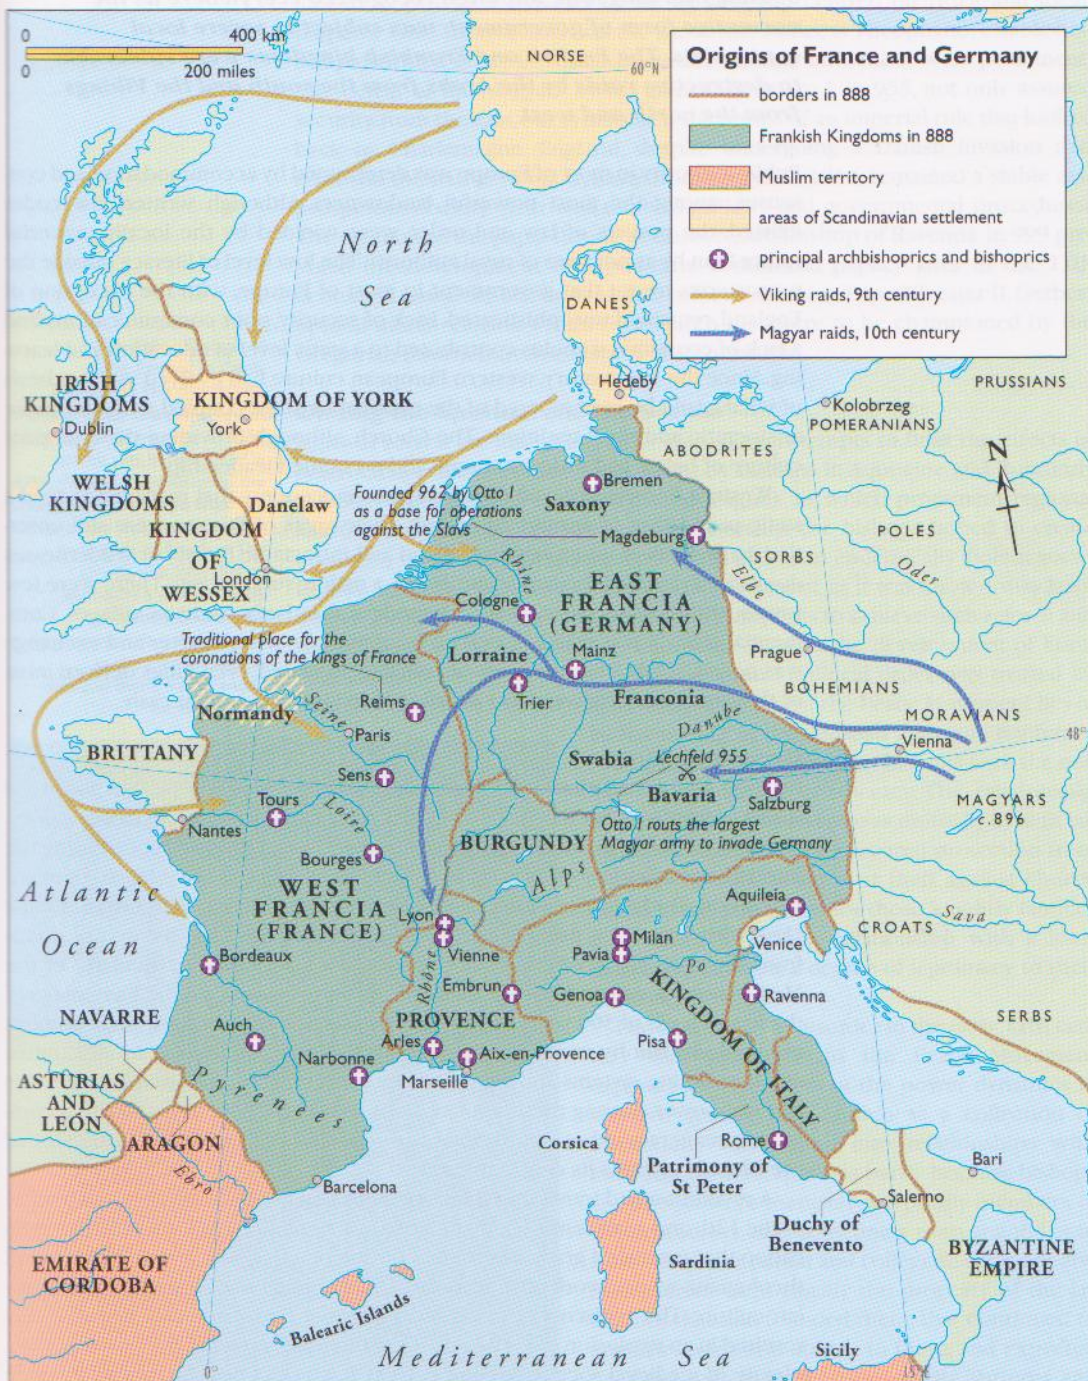 0 400 km
0 200 miles
NORSE
60°N
Origins of France and Germany
borders in 888
Frankish Kingdoms in 888
Muslim territory
areas of Scandinavian settlement
principal archbishoprics and bishoprics
Viking raids, 9th century
Magyar raids, 10th century
North
Sea
DANES
Hedeby
PRUSSIANS
Kolobrzeg
POMERANIANS
ABODRITES
N
IRISH
KINGDOMS
Dublin
KINGDOM OF YORK
York
WELSH
KINGDOMS
Danelaw
KINGDOM
OF
WESSEX
London
Founded 962 by Otto I
as a base for operations
against the Slavs
Bremen
Saxony
Magdeburg
SORBS
POLES
Oder
Elbe
Rhine
EAST
FRANCIA
(GERMANY)
Cologne
Traditional place for the
coronations of the kings of France
Lorraine
Mainz
Prague
BOHEMIANS
Reims
Trier
Franconia
MORAVIANS
Normandy
Seine
Paris
Danube
Vienna
48°
BRITTANY
Swabia
Lechfeld 955
Sens
Bavaria
Salzburg
MAGYARS
c.896
Tours
Loire
Nantes
Otto I routs the largest
Magyar army to invade Germany
BURGUNDY
Bourges
Alps
Atlantic
Ocean
WEST
FRANCIA
(FRANCE)
Lyon
Aquileia
Sava
CROATS
Milan
Venice
Vienne
Pavia
Po
Bordeaux
Rhône
Embrun
Genoa
Ravenna
KINGDOM OF ITALY
NAVARRE
PROVENCE
SERBS
Auch
Arles
Aix-en-Provence
Pisa
Narbonne
Marseille
Pyrenees
ASTURIAS
AND
LEÓN
ARAGON
Ebro
Corsica
Rome
Barcelona
Patrimony of
St Peter
Bari
Salerno
Duchy of
Benevento
EMIRATE OF
CORDOBA
Sardinia
BYZANTINE
EMPIRE
Balearic Islands
Mediterranean Sea
Sicily
0°
15°E